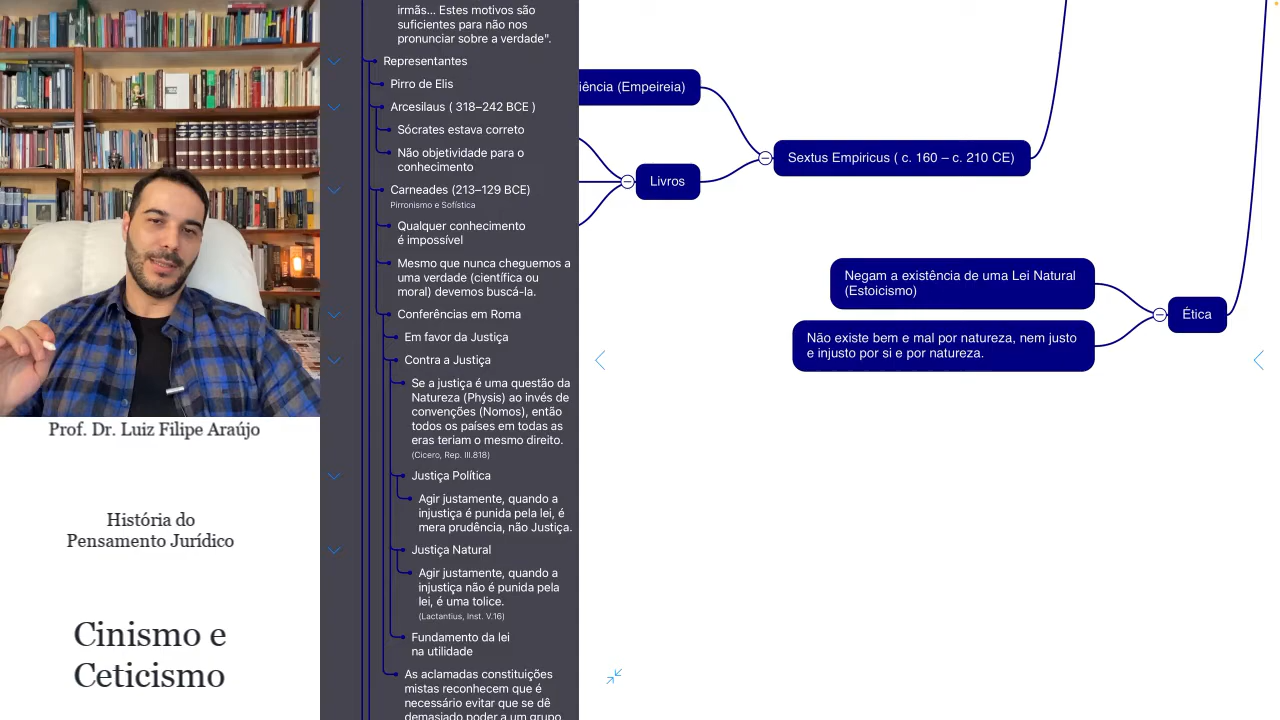 Prof. Dr. Luiz Filipe Araújo
História do
Pensamento Jurídico
Cinismo e
Ceticismo
irmãs... Estes motivos são
suficientes para não nos
pronunciar sobre a verdade".
Representantes
Pirro de Elis
Arcesilaus ( 318–242 BCE )
Sócrates estava correto
Não objetividade para o
conhecimento
Carneades (213–129 BCE)
Pirronismo e Sofística
Qualquer conhecimento
é impossível
Mesmo que nunca cheguemos a
uma verdade (científica ou
moral) devemos buscá-la.
Conferências em Roma
Em favor da Justiça
Contra a Justiça
Se a justiça é uma questão da
Natureza (Physis) ao invés de
convenções (Nomos), então
todos os países em todas as
eras teriam o mesmo direito.
(Cicero, Rep. III.818)
Justiça Política
Agir justamente, quando a
injustiça é punida pela lei, é
mera prudência, não Justiça.
Justiça Natural
Agir justamente, quando a
injustiça não é punida pela
lei, é uma tolice.
(Lactantius, Inst. V.16)
Fundamento da lei
na utilidade
As aclamadas constituições
mistas reconhecem que é
necessário evitar que se dê
demasiado poder a um grupo
iência (Empeireia)
Sextus Empiricus ( c. 160 – c. 210 CE)
Livros
Negam a existência de uma Lei Natural
(Estoicismo)
Ética
Não existe bem e mal por natureza, nem justo
e injusto por si e por natureza.